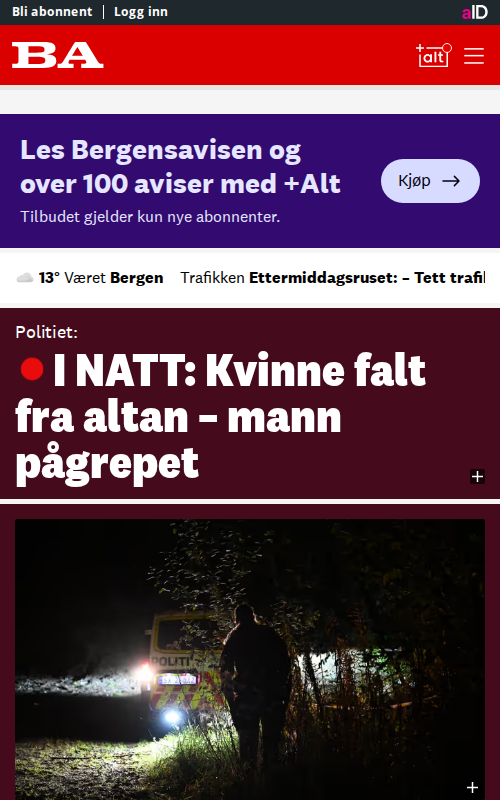 Bli abonnent | Logg inn
aID
BA
+alt
Les Bergensavisen og
over 100 aviser med +Alt
Tilbudet gjelder kun nye abonnenter.
Kjøp
13° Været Bergen Trafikken Ettermiddagsruset: – Tett trafi
Politiet:
I NATT: Kvinne falt
fra altan – mann
pågrepet
POLITI